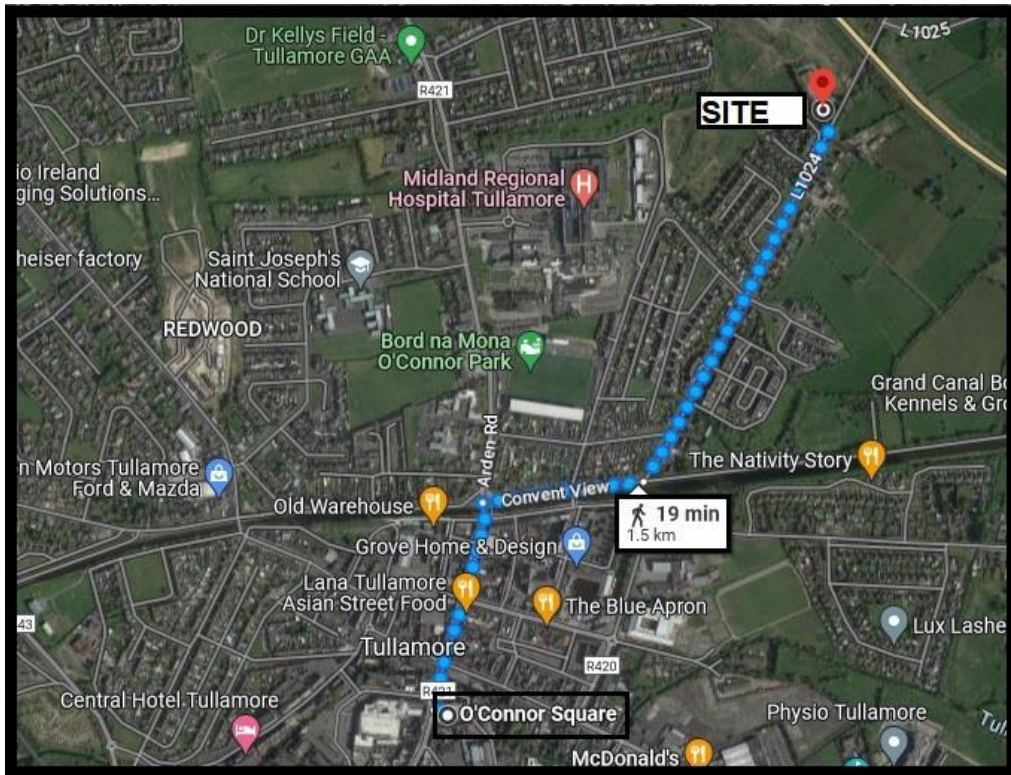 Dr Kellys Field -
Tullamore GAA
R421
L1025
SITE
L1024
io Ireland
ging Solutions...
Midland Regional
Hospital Tullamore
H
heiser factory
Saint Joseph's
National School
REDWOOD
Bord na Mona
O'Connor Park
Grand Canal Bo
Kennels & Gro
Arden Rd
n Motors Tullamore
Ford & Mazda
The Nativity Story
Old Warehouse
Convent View
19 min
1.5 km
Grove Home & Design
Lana Tullamore
Asian Street Food
The Blue Apron
43
Lux Lashe
Tullamore
R420
R421
Central Hotel Tullamore
O'Connor Square
Physio Tullamore
Tul
McDonald's